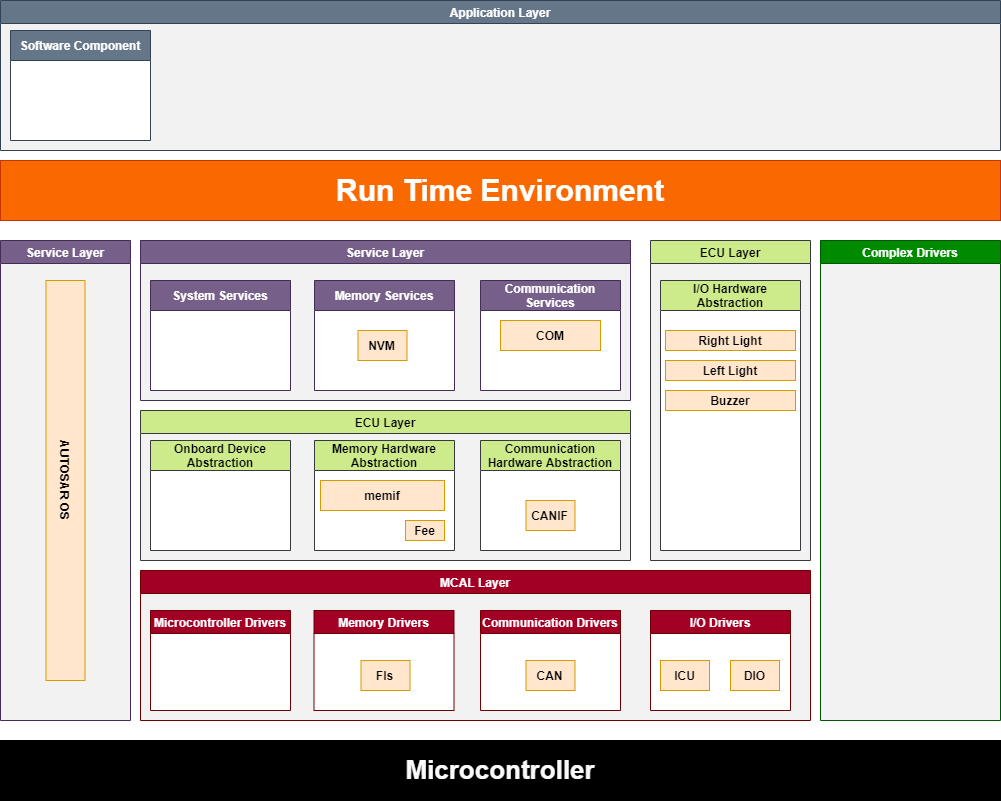 Application Layer
Software Component
Run Time Environment
Service Layer
AUTOSAR OS
Service Layer
System Services
Memory Services
NVM
Communication
Services
COM
ECU Layer
I/O Hardware
Abstraction
Right Light
Left Light
Buzzer
Complex Drivers
ECU Layer
Onboard Device
Abstraction
Memory Hardware
Abstraction
memif
Fee
Communication
Hardware Abstraction
CANIF
MCAL Layer
Microcontroller Drivers
Memory Drivers
Fls
Communication Drivers
CAN
I/O Drivers
ICU
DIO
Microcontroller